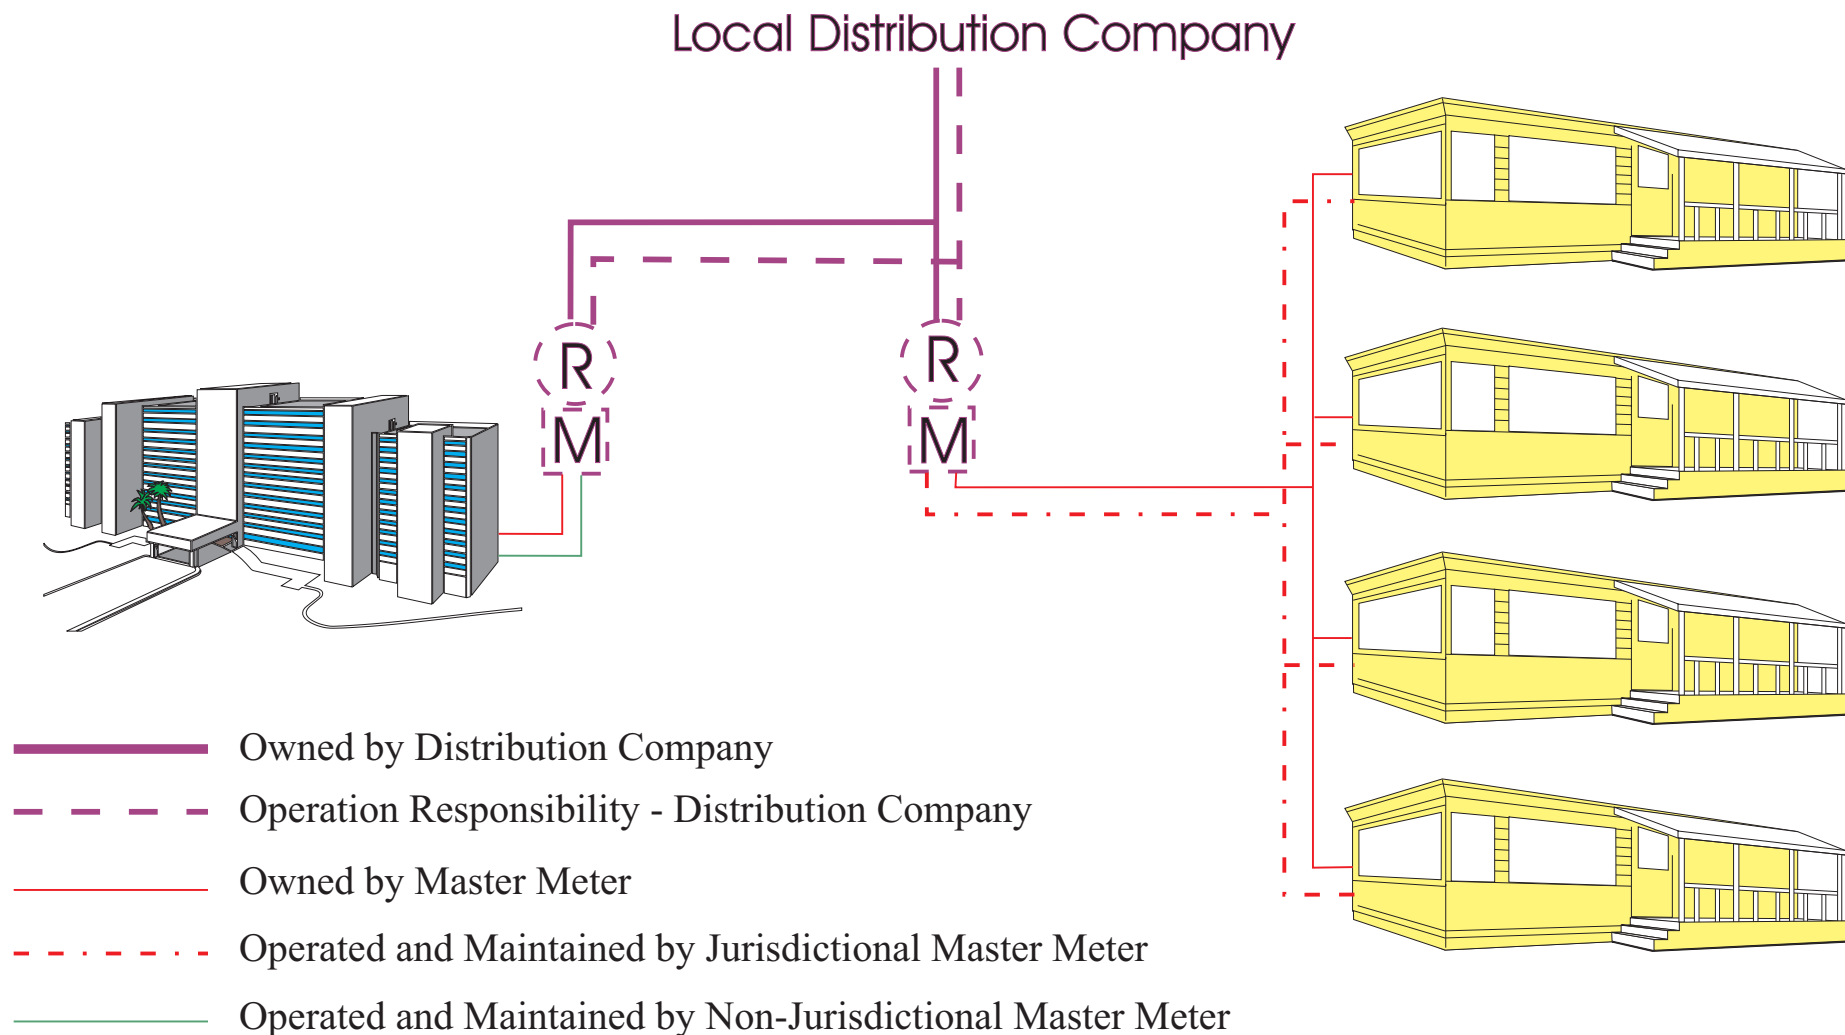 Local Distribution Company
R
M
R
M
Owned by Distribution Company
Operation Responsibility - Distribution Company
Owned by Master Meter
Operated and Maintained by Jurisdictional Master Meter
Operated and Maintained by Non-Jurisdictional Master Meter